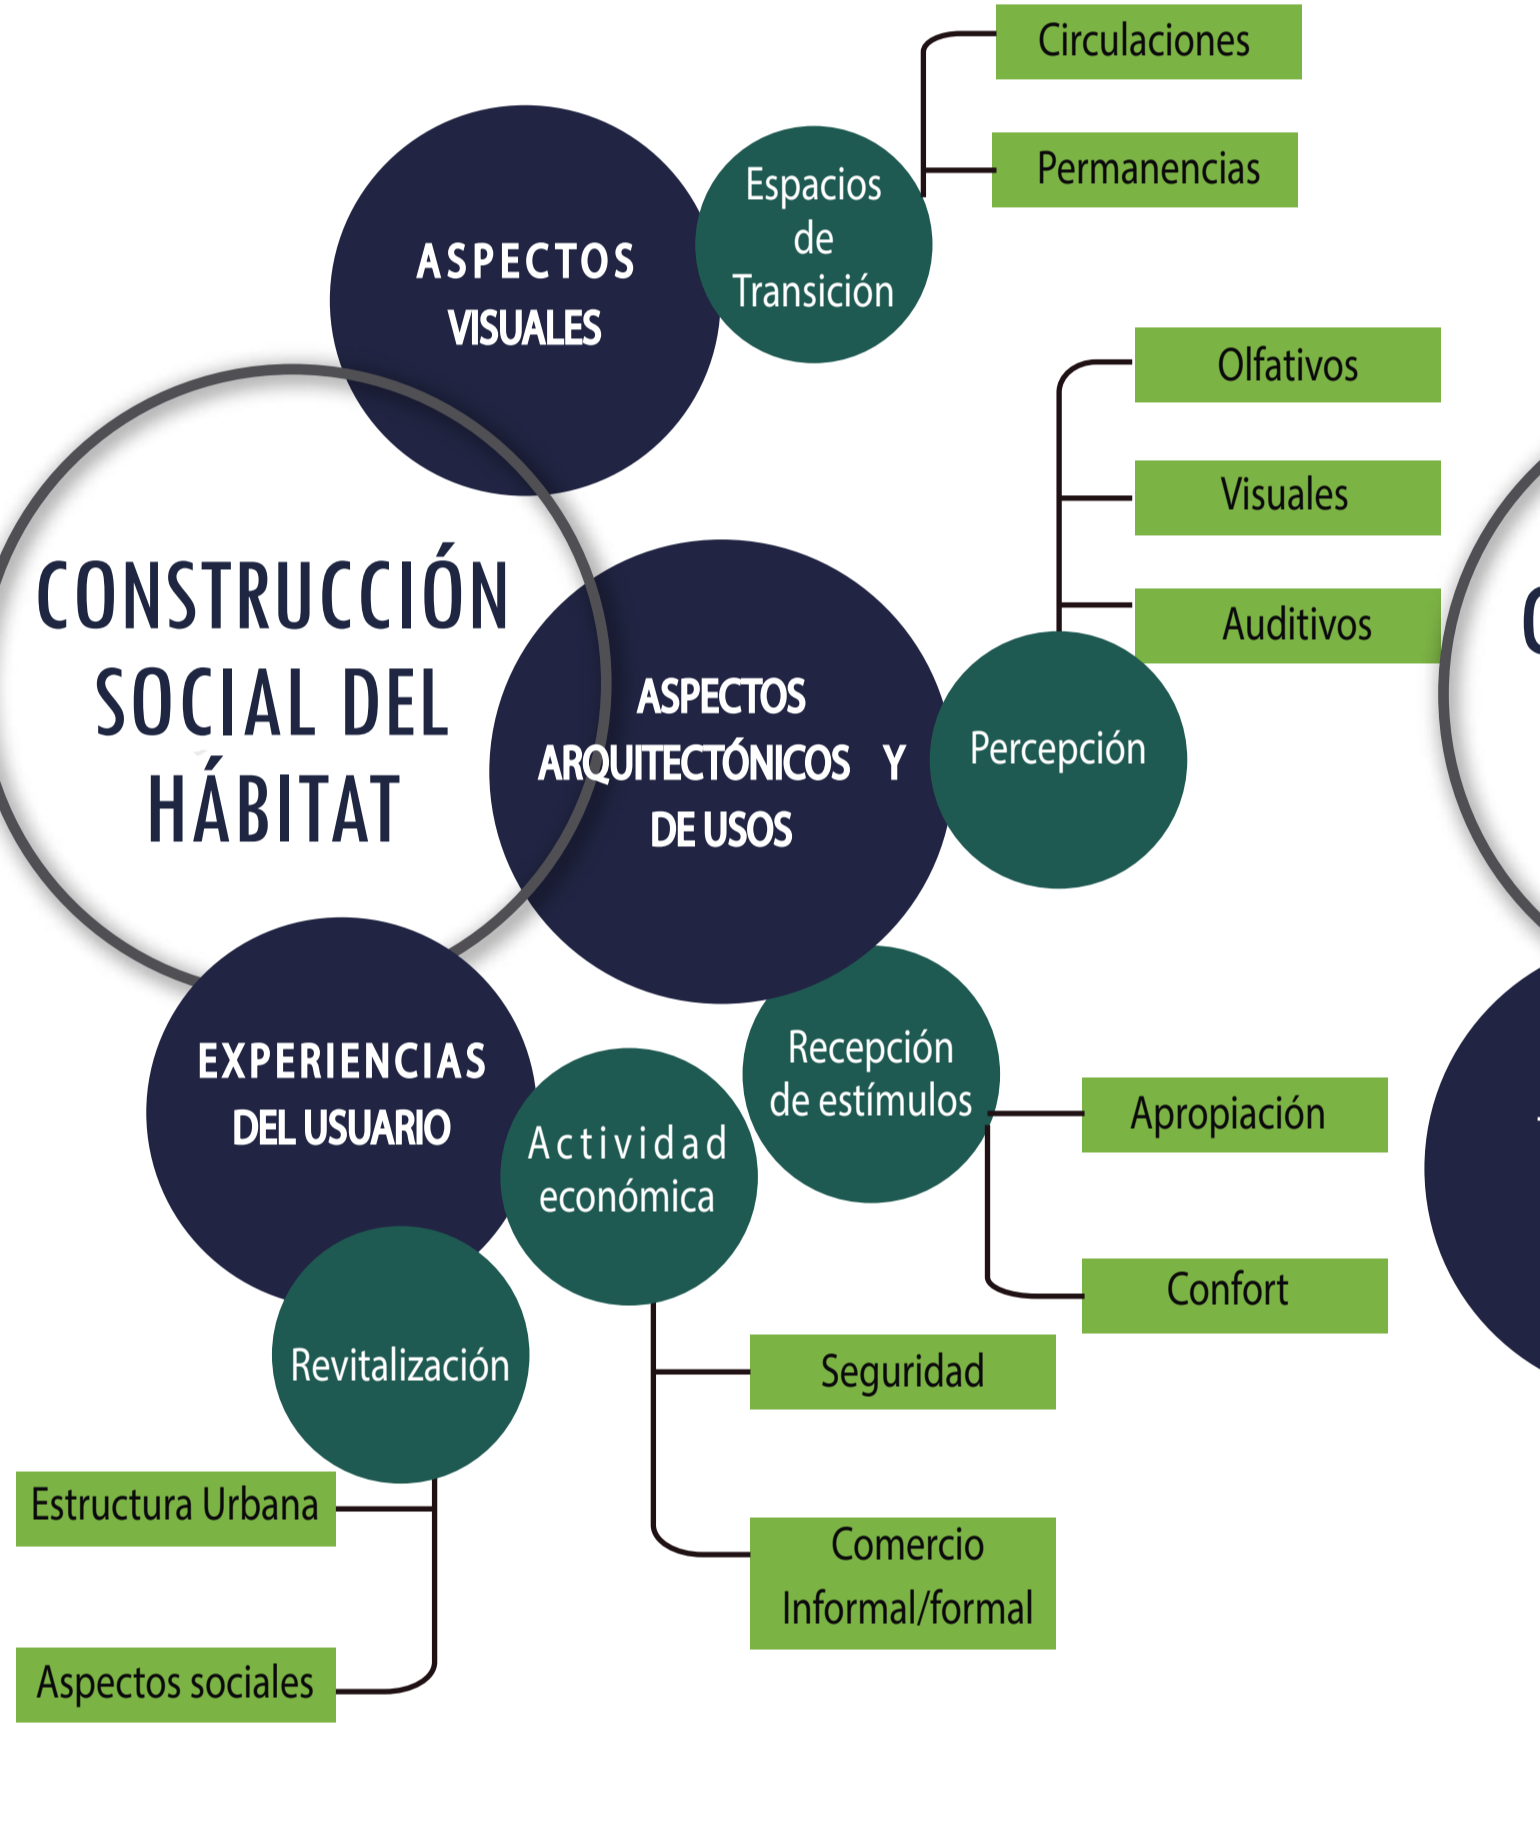 Circulaciones
Permanencias
Espacios
de
Transición
ASPECTOS
VISUALES
Olfativos
Visuales
Auditivos
CONSTRUCCIÓN
SOCIAL DEL
HÁBITAT
ASPECTOS
ARQUITECTÓNICOS Y
DE USOS
Percepción
EXPERIENCIAS
DEL USUARIO
Recepción
de estímulos
Actividad
económica
Apropiación
Confort
Revitalización
Seguridad
Estructura Urbana
Comercio
Informal/formal
Aspectos sociales